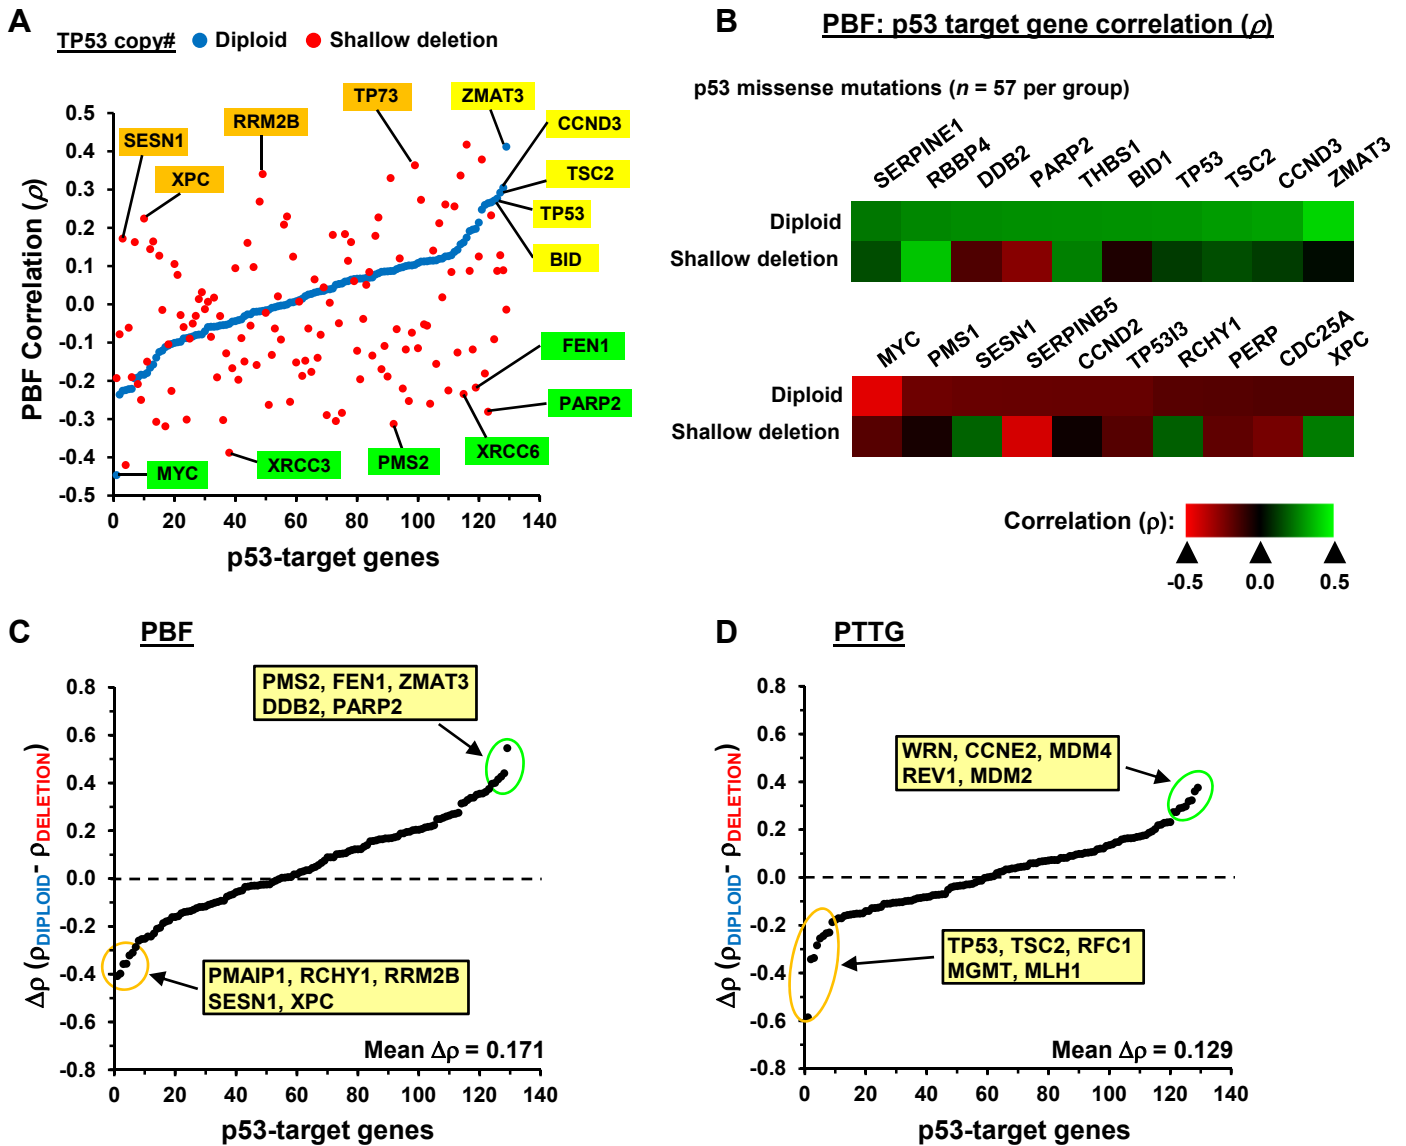 A
TP53 copy# Diploid Shallow deletion
PBF Correlation (ρ)
0.5
0.4
0.3
0.2
0.1
0.0
-0.1
-0.2
-0.3
-0.4
-0.5
SESN1
XPC
RRM2B
TP73
ZMAT3
CCND3
TSC2
TP53
BID
FEN1
PARP2
XRCC6
PMS2
XRCC3
MYC
0 20 40 60 80 100 120 140
p53-target genes
B
PBF: p53 target gene correlation (ρ)
p53 missense mutations (n = 57 per group)
SERPINE1 RBBP4 DDB2 PARP2 THBS1 BID1 TP53 TSC2 CCND3 ZMAT3
Diploid
Shallow deletion
MYC PMS1 SESN1 SERPINB5 CCND2 TP53I3 RCHY1 PERP CDC25A XPC
Diploid
Shallow deletion
Correlation (ρ):
-0.5 0.0 0.5
C
PBF
Δρ (ρDIPLOID- ρDELETION)
0.8
0.6
0.4
0.2
0.0
-0.2
-0.4
-0.6
-0.8
PMS2, FEN1, ZMAT3
DDB2, PARP2
PMAIP1, RCHY1, RRM2B
SESN1, XPC
Mean Δρ = 0.171
0 20 40 60 80 100 120 140
p53-target genes
D
PTTG
Δρ (ρDIPLOID- ρDELETION)
0.8
0.6
0.4
0.2
0.0
-0.2
-0.4
-0.6
-0.8
WRN, CCNE2, MDM4
REV1, MDM2
TP53, TSC2, RFC1
MGMT, MLH1
Mean Δρ = 0.129
0 20 40 60 80 100 120 140
p53-target genes